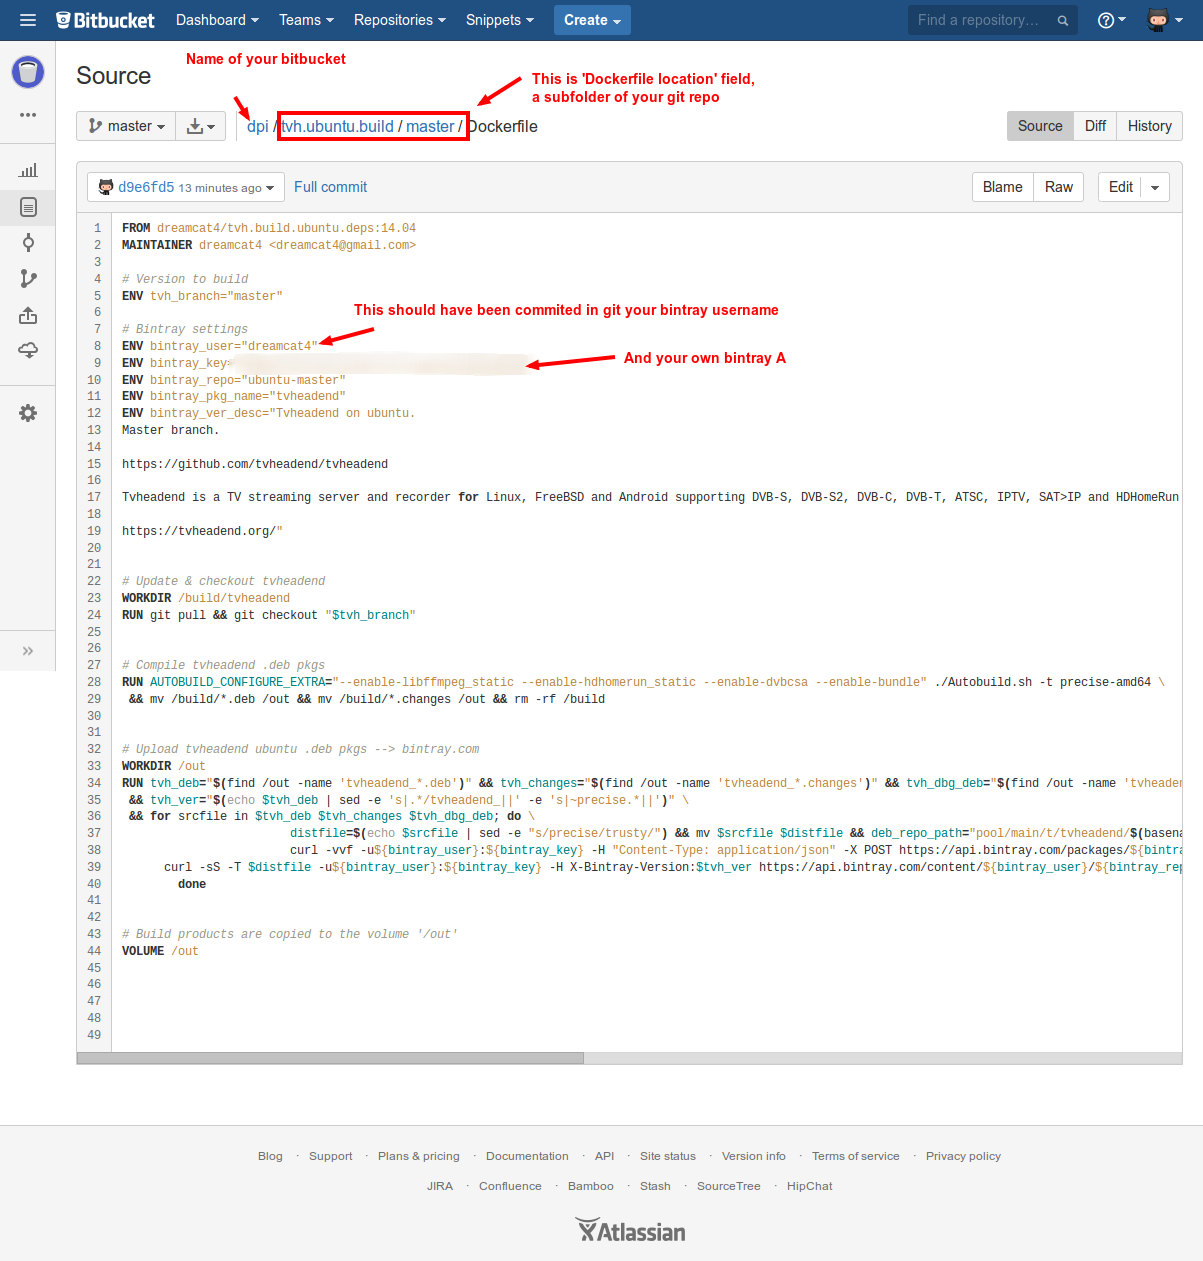 Bitbucket Dashboard Teams Repositories Snippets Create Find a repository...
Name of your bitbucket
Source
This is 'Dockerfile location' field,
a subfolder of your git repo
master dpi / tvh.ubuntu.build / master / Dockerfile Source Diff History
d9e6fd5 13 minutes ago Full commit Blame Raw Edit
1 FROM dreamcat4/tvh.build.ubuntu.deps:14.04
2 MAINTAINER dreamcat4 <dreamcat4@gmail.com>
3
4 # Version to build
5 ENV tvh_branch="master"
This should have been commited in git your bintray username
6
7 # Bintray settings
8 ENV bintray_user="dreamcat4"
And your own bintray A
9 ENV bintray_key=
10 ENV bintray_repo="ubuntu-master"
11 ENV bintray_pkg_name="tvheadend"
12 ENV bintray_ver_desc="Tvheadend on ubuntu.
13 Master branch.
14
15 https://github.com/tvheadend/tvheadend
16
17 Tvheadend is a TV streaming server and recorder for Linux, FreeBSD and Android supporting DVB-S, DVB-S2, DVB-C, DVB-T, ATSC, IPTV, SAT>IP and HDHomeRun
18
19 https://tvheadend.org/"
20
21
22 # Update & checkout tvheadend
23 WORKDIR /build/tvheadend
24 RUN git pull && git checkout "$tvh_branch"
25
26
27 # Compile tvheadend .deb pkgs
28 RUN AUTOBUILD_CONFIGURE_EXTRA="--enable-libffmpeg_static --enable-hdhomerun_static --enable-dvbcsa --enable-bundle" ./Autobuild.sh -t precise-amd64 \
29 && mv /build/*.deb /out && mv /build/*.changes /out && rm -rf /build
30
31
32 # Upload tvheadend ubuntu .deb pkgs --> bintray.com
33 WORKDIR /out
34 RUN tvh_deb="$(find /out -name 'tvheadend_*.deb')" && tvh_changes="$(find /out -name 'tvheadend_*.changes')" && tvh_dbg_deb="$(find /out -name 'tvheaden
35 && tvh_ver="$(echo $tvh_deb | sed -e 's|.*/tvheadend_||' -e 's|~precise.*||')" \
36 && for srcfile in $tvh_deb $tvh_changes $tvh_dbg_deb; do \
37 distfile=$(echo $srcfile | sed -e "s/precise/trusty/") && mv $srcfile $distfile && deb_repo_path="pool/main/t/tvheadend/$(basena
38 curl -vvf -u${bintray_user}:${bintray_key} -H "Content-Type: application/json" -X POST https://api.bintray.com/packages/${bintra
39 curl -sS -T $distfile -u${bintray_user}:${bintray_key} -H X-Bintray-Version:$tvh_ver https://api.bintray.com/content/${bintray_user}/${bintray_rep
40 done
41
42
43 # Build products are copied to the volume '/out'
44 VOLUME /out
45
46
47
48
49
Blog · Support · Plans & pricing · Documentation · API · Site status · Version info · Terms of service · Privacy policy
JIRA · Confluence · Bamboo · Stash · SourceTree · HipChat
Atlassian